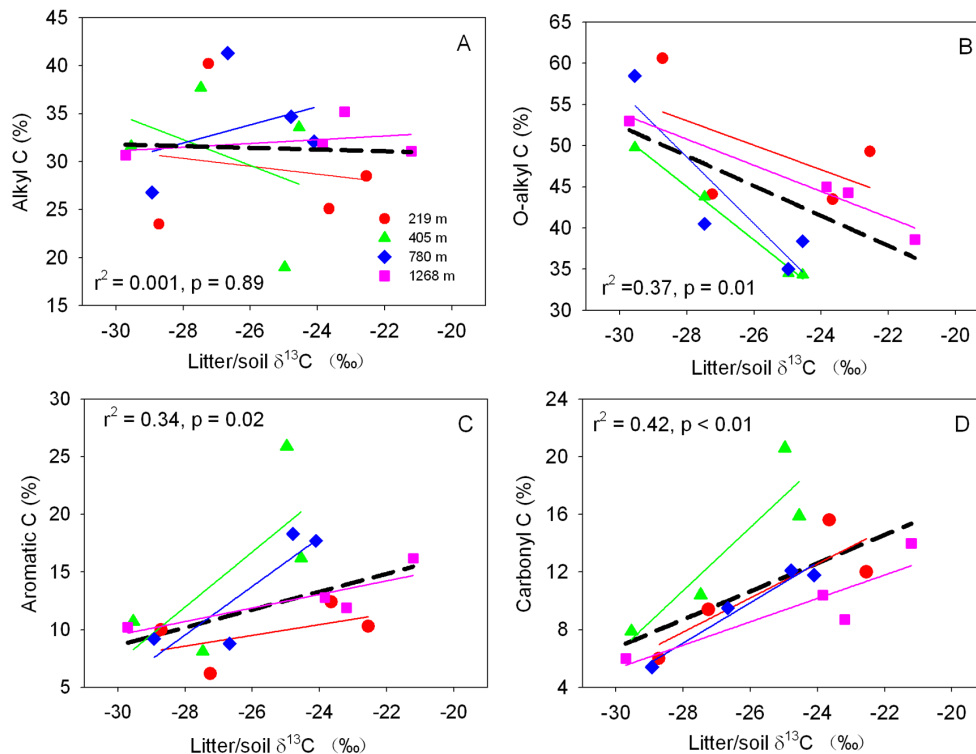 A
Alkyl C (%)
45
40
35
30
25
20
15
219 m
405 m
780 m
1268 m
r² = 0.001, p = 0.89
-30 -28 -26 -24 -22 -20
Litter/soil δ¹³C (‰)
B
O-alkyl C (%)
65
60
55
50
45
40
35
30
r² =0.37, p = 0.01
-30 -28 -26 -24 -22 -20
Litter/soil δ¹³C (‰)
C
Aromatic C (%)
30
25
20
15
10
5
r² = 0.34, p = 0.02
-30 -28 -26 -24 -22 -20
Litter/soil δ¹³C (‰)
D
Carbonyl C (%)
24
20
16
12
8
4
r² = 0.42, p < 0.01
-30 -28 -26 -24 -22 -20
Litter/soil δ¹³C (‰)